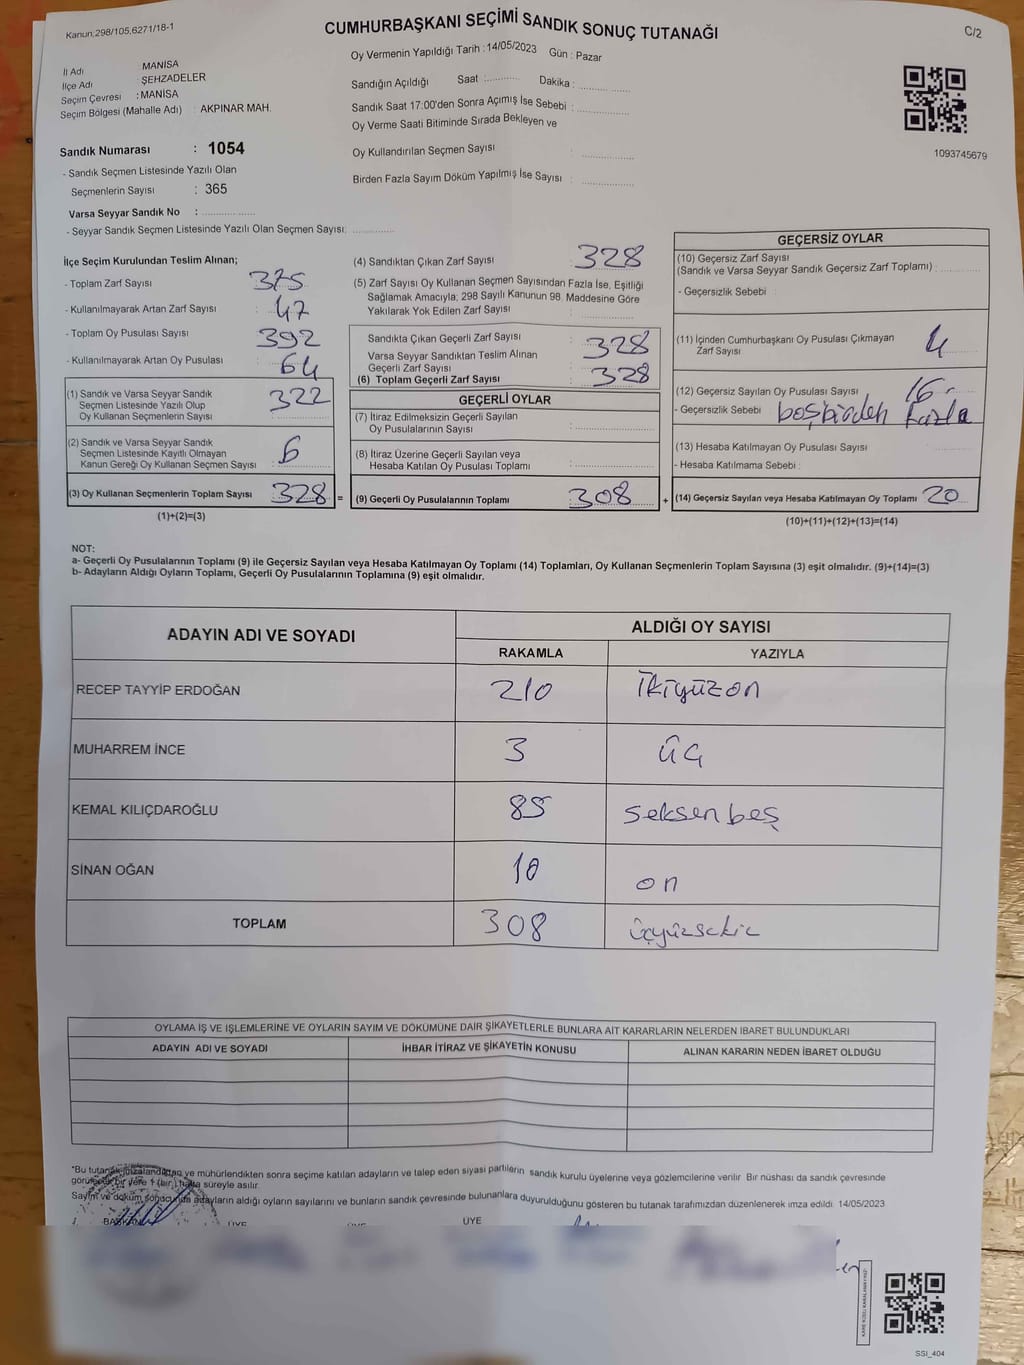 Kanun,298/105,6271/18-1
CUMHURBAŞKANI SEÇİMİ SANDIK SONUÇ TUTANAĞI
C/2
İl Adı MANİSA
İlçe Adı ŞEHZADELER
Seçim Çevresi : MANİSA
Seçim Bölgesi (Mahalle Adı) : AKPINAR MAH.
Sandık Numarası : 1054
- Sandık Seçmen Listesinde Yazılı Olan
Seçmenlerin Sayısı : 365
Varsa Seyyar Sandık No :
- Seyyar Sandık Seçmen Listesinde Yazılı Olan Seçmen Sayısı:
Oy Vermenin Yapıldığı Tarih : 14/05/2023 Gün : Pazar
Sandığın Açıldığı Saat : Dakika :
Sandık Saat 17:00'den Sonra Açımış İse Sebebi :
Oy Verme Saati Bitiminde Sırada Bekleyen ve
Oy Kullandırılan Seçmen Sayısı :
Birden Fazla Sayım Döküm Yapılmış İse Sayısı :
1093745679
İlçe Seçim Kurulundan Teslim Alınan;
- Toplam Zarf Sayısı : 375
- Kullanılmayarak Artan Zarf Sayısı : 47
- Toplam Oy Pusulası Sayısı : 392
- Kullanılmayarak Artan Oy Pusulası : 64
(1) Sandık ve Varsa Seyyar Sandık
Seçmen Listesinde Yazılı Olup
Oy Kullanan Seçmenlerin Sayısı : 322
(2) Sandık ve Varsa Seyyar Sandık
Seçmen Listesinde Kayıtlı Olmayan
Kanun Gereği Oy Kullanan Seçmen Sayısı : 6
(3) Oy Kullanan Seçmenlerin Toplam Sayısı : 328 =
(1)+(2)=(3)
(4) Sandıktan Çıkan Zarf Sayısı : 328
(5) Zarf Sayısı Oy Kullanan Seçmen Sayısından Fazla İse, Eşitliği
Sağlamak Amacıyla; 298 Sayılı Kanunun 98. Maddesine Göre
Yakılarak Yok Edilen Zarf Sayısı :
Sandıkta Çıkan Geçerli Zarf Sayısı : 328
Varsa Seyyar Sandıktan Teslim Alınan
Geçerli Zarf Sayısı :
(6) Toplam Geçerli Zarf Sayısı : 328
GEÇERLİ OYLAR
(7) İtiraz Edilmeksizin Geçerli Sayılan
Oy Pusulalarının Sayısı :
(8) İtiraz Üzerine Geçerli Sayılan veya
Hesaba Katılan Oy Pusulası Toplamı :
(9) Geçerli Oy Pusulalarının Toplamı : 308 +
GEÇERSİZ OYLAR
(10) Geçersiz Zarf Sayısı
(Sandık ve Varsa Seyyar Sandık Geçersiz Zarf Toplamı) :
- Geçersizlik Sebebi :
(11) İçinden Cumhurbaşkanı Oy Pusulası Çıkmayan
Zarf Sayısı : 4
(12) Geçersiz Sayılan Oy Pusulası Sayısı : 16-
- Geçersizlik Sebebi : boş birden fazla
(13) Hesaba Katılmayan Oy Pusulası Sayısı :
- Hesaba Katılmama Sebebi :
(14) Geçersiz Sayılan veya Hesaba Katılmayan Oy Toplamı : 20
(10)+(11)+(12)+(13)=(14)
NOT:
a- Geçerli Oy Pusulalarının Toplamı (9) ile Geçersiz Sayılan veya Hesaba Katılmayan Oy Toplamı (14) Toplamları, Oy Kullanan Seçmenlerin Toplam Sayısına (3) eşit olmalıdır. (9)+(14)=(3)
b- Adayların Aldığı Oyların Toplamı, Geçerli Oy Pusulalarının Toplamına (9) eşit olmalıdır.
ADAYIN ADI VE SOYADI
ALDIĞI OY SAYISI
RAKAMLA YAZIYLA
RECEP TAYYİP ERDOĞAN 210 İkiyüzon
MUHARREM İNCE 3 üç
KEMAL KILIÇDAROĞLU 85 Seksen beş
SİNAN OĞAN 10 on
TOPLAM 308 üçyüzsekiz
OYLAMA İŞ VE İŞLEMLERİNE VE OYLARIN SAYIM VE DÖKÜMÜNE DAİR ŞİKAYETLERLE BUNLARA AİT KARARLARIN NELERDEN İBARET BULUNDUKLARI
ADAYIN ADI VE SOYADI İHBAR İTİRAZ VE ŞİKAYETİN KONUSU ALINAN KARARIN NEDEN İBARET OLDUĞU
*Bu tutanak imzalandıktan ve mühürlendikten sonra seçime katılan adayların ve talep eden siyasi partilerin sandık kurulu üyelerine veya gözlemcilerine verilir. Bir nüshası da sandık çevresinde
görülecek bir yere 1 (bir) hafta süreyle asılır.
Sayım ve döküm sonucunda adayların aldığı oyların sayılarını ve bunların sandık çevresinde bulunanlara duyurulduğunu gösteren bu tutanak tarafımızdan düzenlenerek imza edildi. 14/05/2023
BAŞKAN ÜYE ÜYE ÜYE
KARE KODU KARALAMAYINIZ!
SSI_404